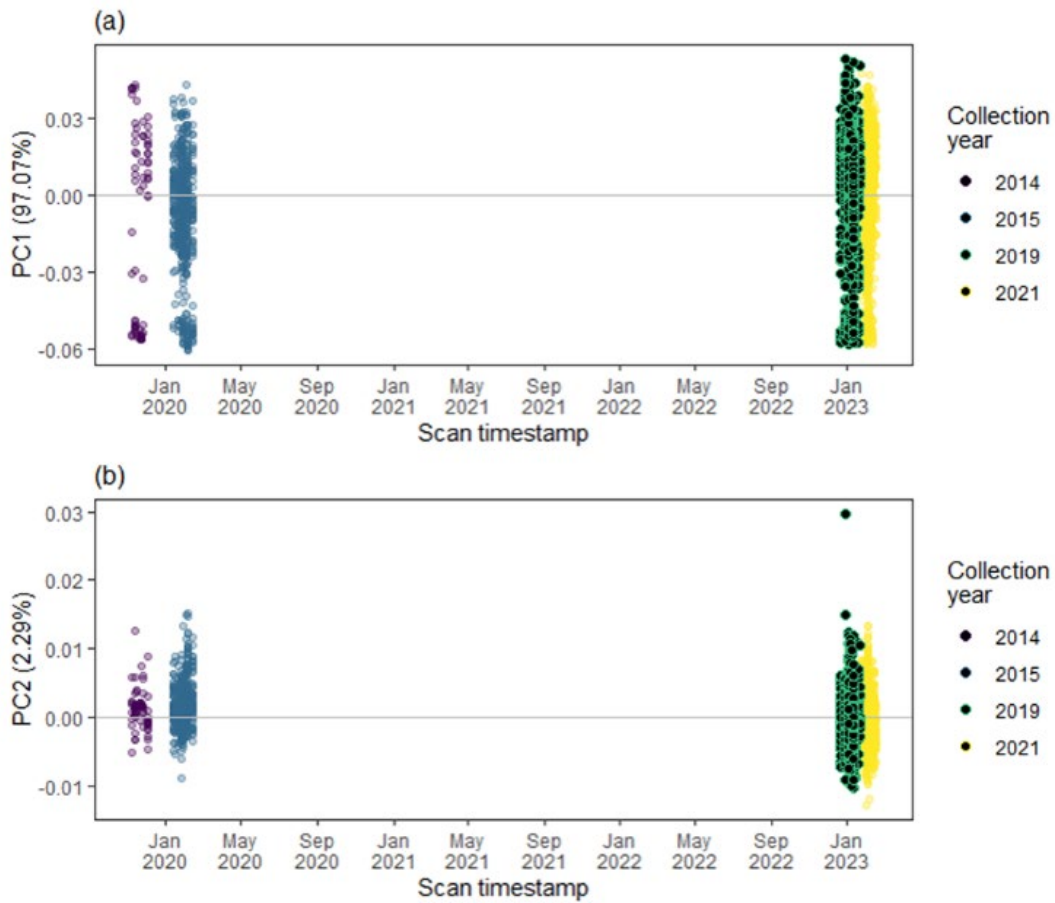 (a)
PC1 (97.07%)
0.03
0.00
-0.03
-0.06
Jan May Sep Jan May Sep Jan May Sep Jan
2020 2020 2020 2021 2021 2021 2022 2022 2022 2023
Scan timestamp
Collection
year
2014
2015
2019
2021
(b)
PC2 (2.29%)
0.03
0.02
0.01
0.00
-0.01
Jan May Sep Jan May Sep Jan May Sep Jan
2020 2020 2020 2021 2021 2021 2022 2022 2022 2023
Scan timestamp
Collection
year
2014
2015
2019
2021